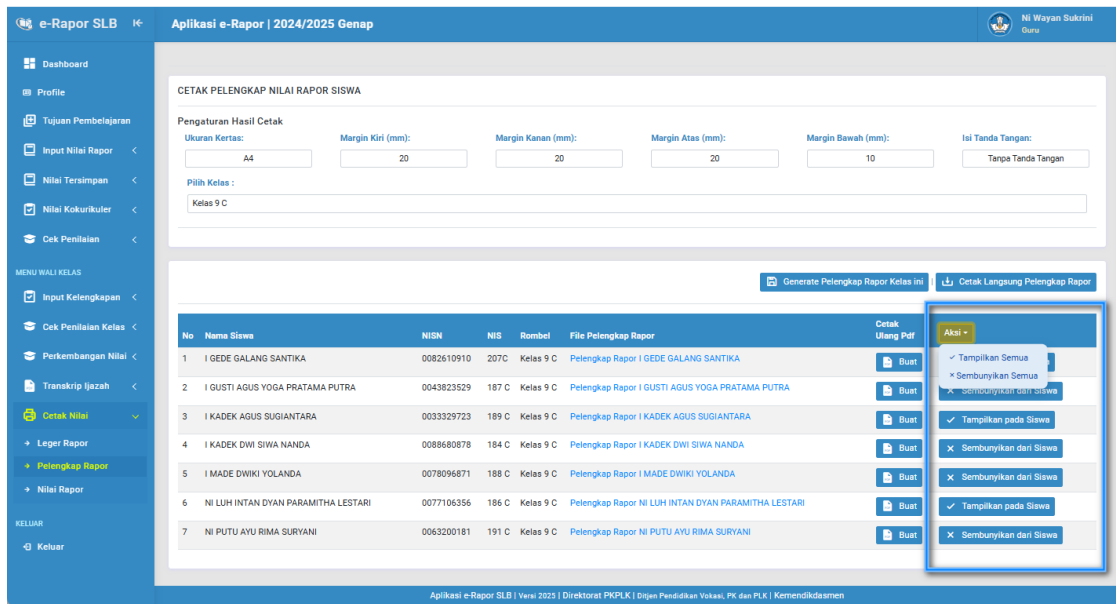 e-Rapor SLB
Aplikasi e-Rapor | 2024/2025 Genap
Ni Wayan Sukrini
Guru
Dashboard
Profile
Tujuan Pembelajaran
Input Nilai Rapor
Nilai Tersimpan
Nilai Kokurikuler
Cek Penilaian
MENU WALI KELAS
Input Kelengkapan
Cek Penilaian Kelas
Perkembangan Nilai
Transkrip Ijazah
Cetak Nilai
Leger Rapor
Pelengkap Rapor
Nilai Rapor
KELUAR
Keluar
CETAK PELENGKAP NILAI RAPOR SISWA
Pengaturan Hasil Cetak
Ukuran Kertas: Margin Kiri (mm): Margin Kanan (mm): Margin Atas (mm): Margin Bawah (mm): Isi Tanda Tangan:
A4 20 20 20 10 Tanpa Tanda Tangan
Pilih Kelas :
Kelas 9 C
Generate Pelengkap Rapor Kelas ini | Cetak Langsung Pelengkap Rapor
No Nama Siswa NISN NIS Rombel File Pelengkap Rapor Cetak Ulang Pdf Aksi
Tampilkan Semua
Sembunyikan Semua
1 I GEDE GALANG SANTIKA 0082610910 207C Kelas 9 C Pelengkap Rapor I GEDE GALANG SANTIKA Buat
2 I GUSTI AGUS YOGA PRATAMA PUTRA 0043823529 187 C Kelas 9 C Pelengkap Rapor I GUSTI AGUS YOGA PRATAMA PUTRA Buat Sembunyikan dari Siswa
3 I KADEK AGUS SUGIANTARA 0033329723 189 C Kelas 9 C Pelengkap Rapor I KADEK AGUS SUGIANTARA Buat Tampilkan pada Siswa
4 I KADEK DWI SIWA NANDA 0088680878 184 C Kelas 9 C Pelengkap Rapor I KADEK DWI SIWA NANDA Buat Sembunyikan dari Siswa
5 I MADE DWIKI YOLANDA 0078096871 188 C Kelas 9 C Pelengkap Rapor I MADE DWIKI YOLANDA Buat Sembunyikan dari Siswa
6 NI LUH INTAN DYAN PARAMITHA LESTARI 0077106356 186 C Kelas 9 C Pelengkap Rapor NI LUH INTAN DYAN PARAMITHA LESTARI Buat Tampilkan pada Siswa
7 NI PUTU AYU RIMA SURYANI 0063200181 191 C Kelas 9 C Pelengkap Rapor NI PUTU AYU RIMA SURYANI Buat Sembunyikan dari Siswa
Aplikasi e-Rapor SLB | Versi 2025 | Direktorat PKPLK | Ditjen Pendidikan Vokasi, PK dan PLK | Kemendikdasmen